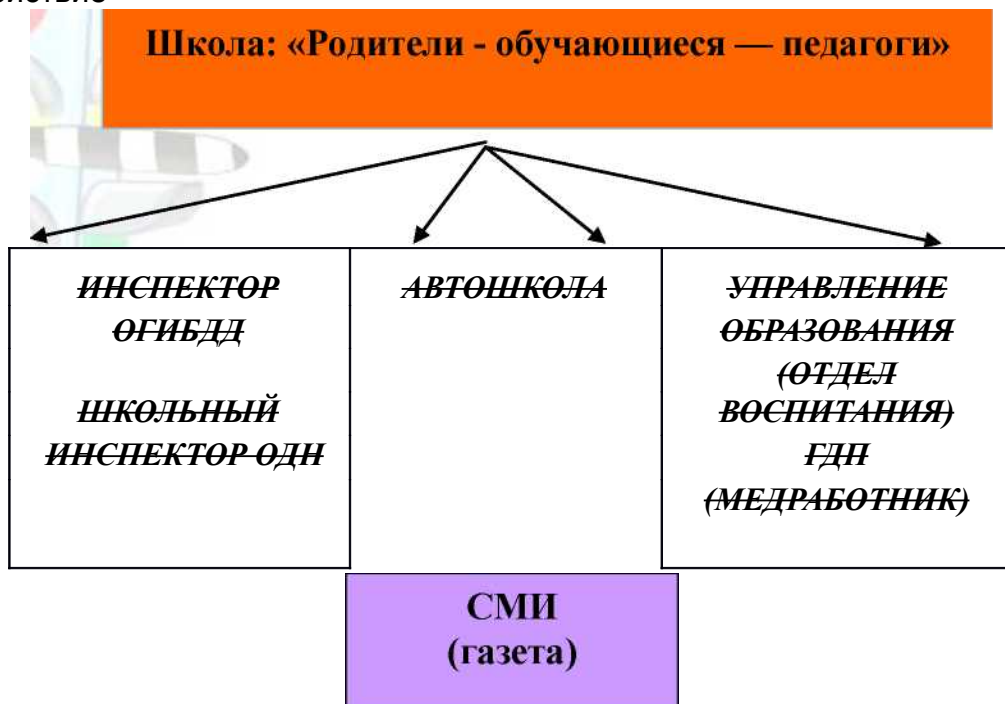 Школа: «Родители - обучающиеся — педагоги»
ИНСПЕКТОР
ОГИБДД
ШКОЛЬНЫЙ
ИНСПЕКТОР ОДН
АВТОШКОЛА
УПРАВЛЕНИЕ
ОБРАЗОВАНИЯ
(ОТДЕЛ
ВОСПИТАНИЯ)
ГДП
(МЕДРАБОТНИК)
СМИ
(газета)